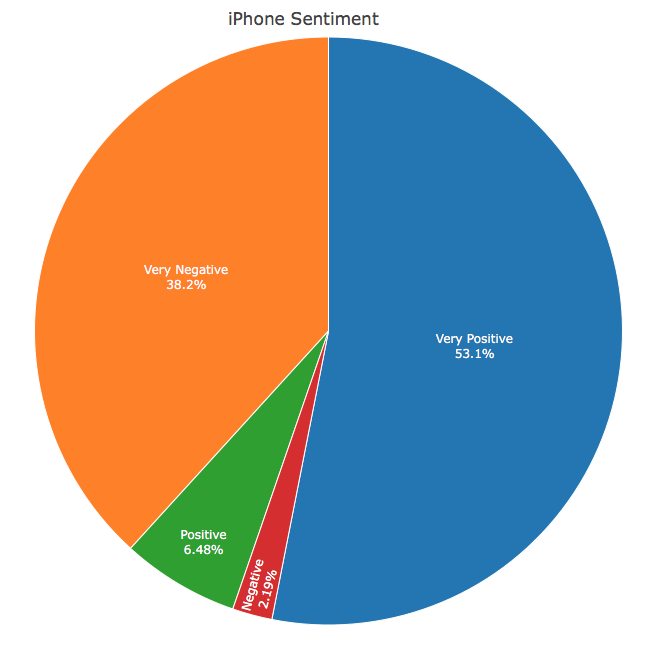 iPhone Sentiment
Very Negative
38.2%
Very Positive
53.1%
Positive
6.48%
Negative
2.19%